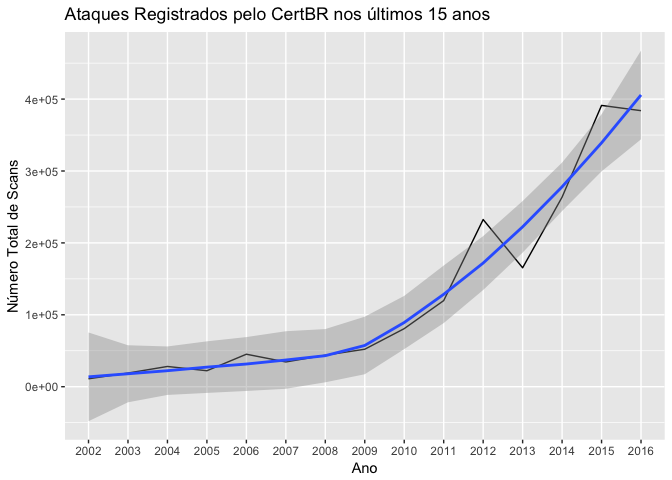 Ataques Registrados pelo CertBR nos últimos 15 anos
Número Total de Scans
4e+05
3e+05
2e+05
1e+05
0e+00
2002 2003 2004 2005 2006 2007 2008 2009 2010 2011 2012 2013 2014 2015 2016
Ano